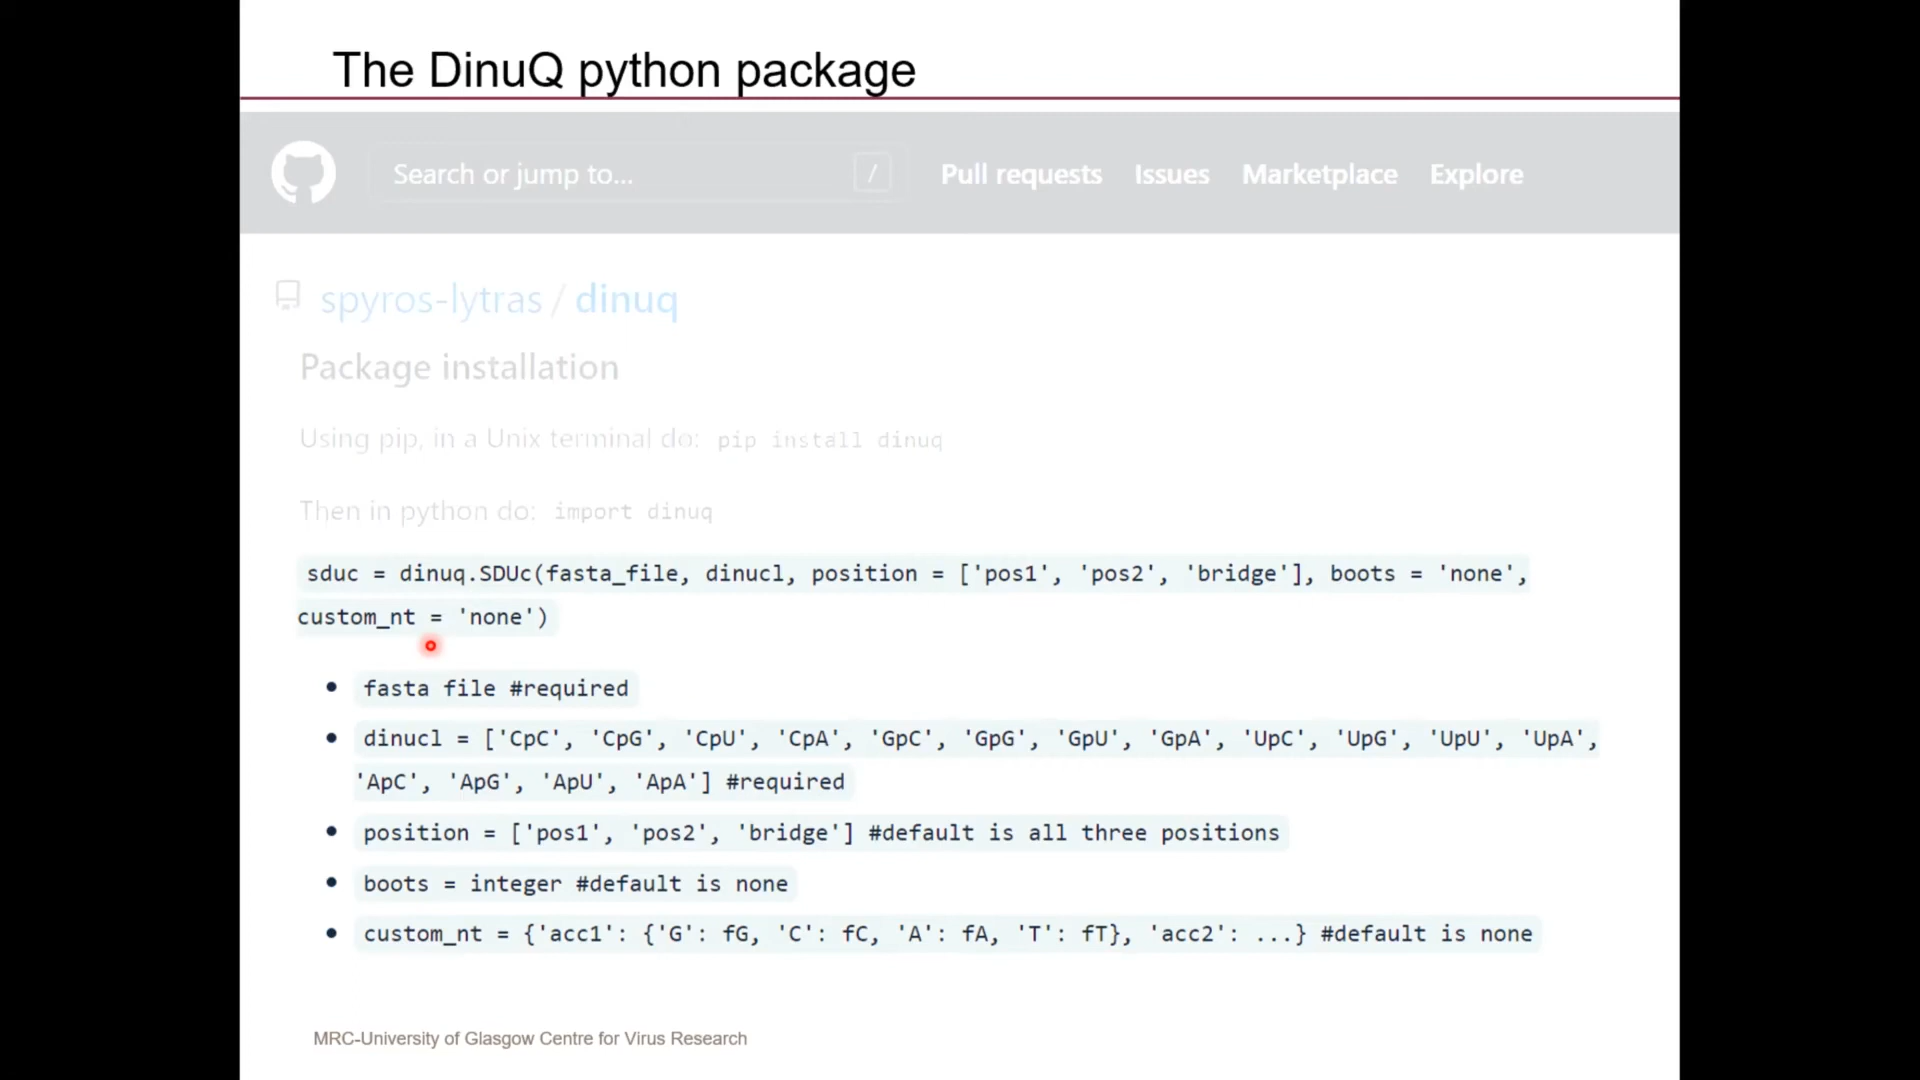 The DinuQ python package
Search or jump to... / Pull requests Issues Marketplace Explore
spyros-lytras / dinuq
Package installation
Using pip, in a Unix terminal do: pip install dinuq
Then in python do: import dinuq
sduc = dinuq.SDUc(fasta_file, dinucl, position = ['pos1', 'pos2', 'bridge'], boots = 'none',
custom_nt = 'none')
• fasta file #required
• dinucl = ['CpC', 'CpG', 'CpU', 'CpA', 'GpC', 'GpG', 'GpU', 'GpA', 'UpC', 'UpG', 'UpU', 'UpA',
'ApC', 'ApG', 'ApU', 'ApA'] #required
• position = ['pos1', 'pos2', 'bridge'] #default is all three positions
• boots = integer #default is none
• custom_nt = {'acc1': {'G': fG, 'C': fC, 'A': fA, 'T': fT}, 'acc2': ...} #default is none
MRC-University of Glasgow Centre for Virus Research